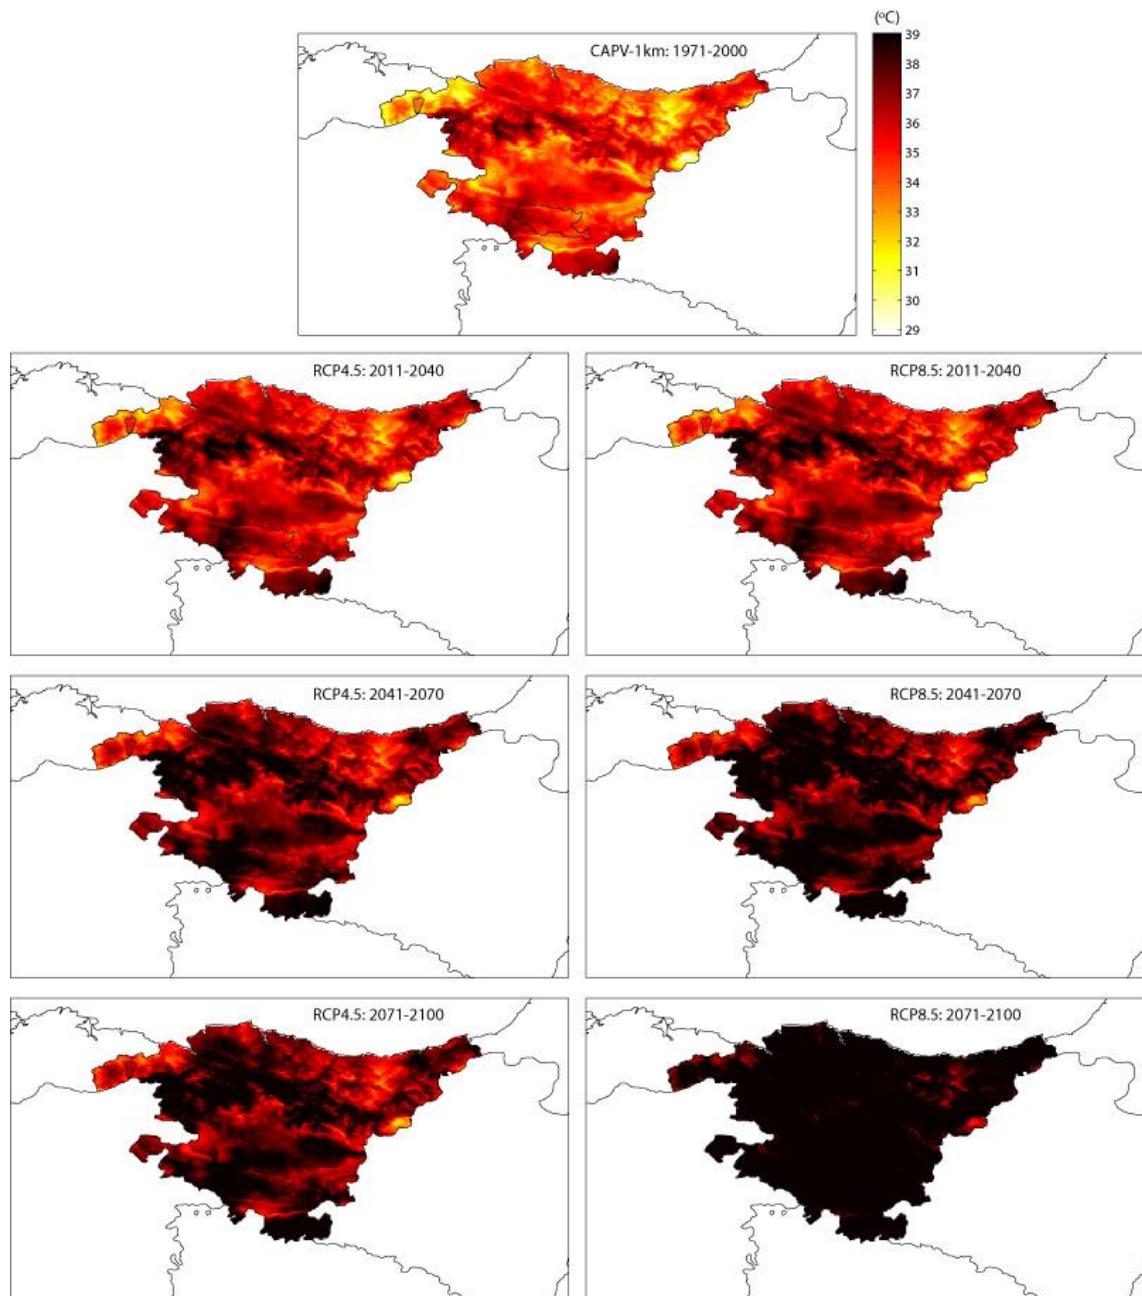 (ºC)
CAPV-1km: 1971-2000
39
38
37
36
35
34
33
32
31
30
29
RCP4.5: 2011-2040
RCP8.5: 2011-2040
RCP4.5: 2041-2070
RCP8.5: 2041-2070
RCP4.5: 2071-2100
RCP8.5: 2071-2100